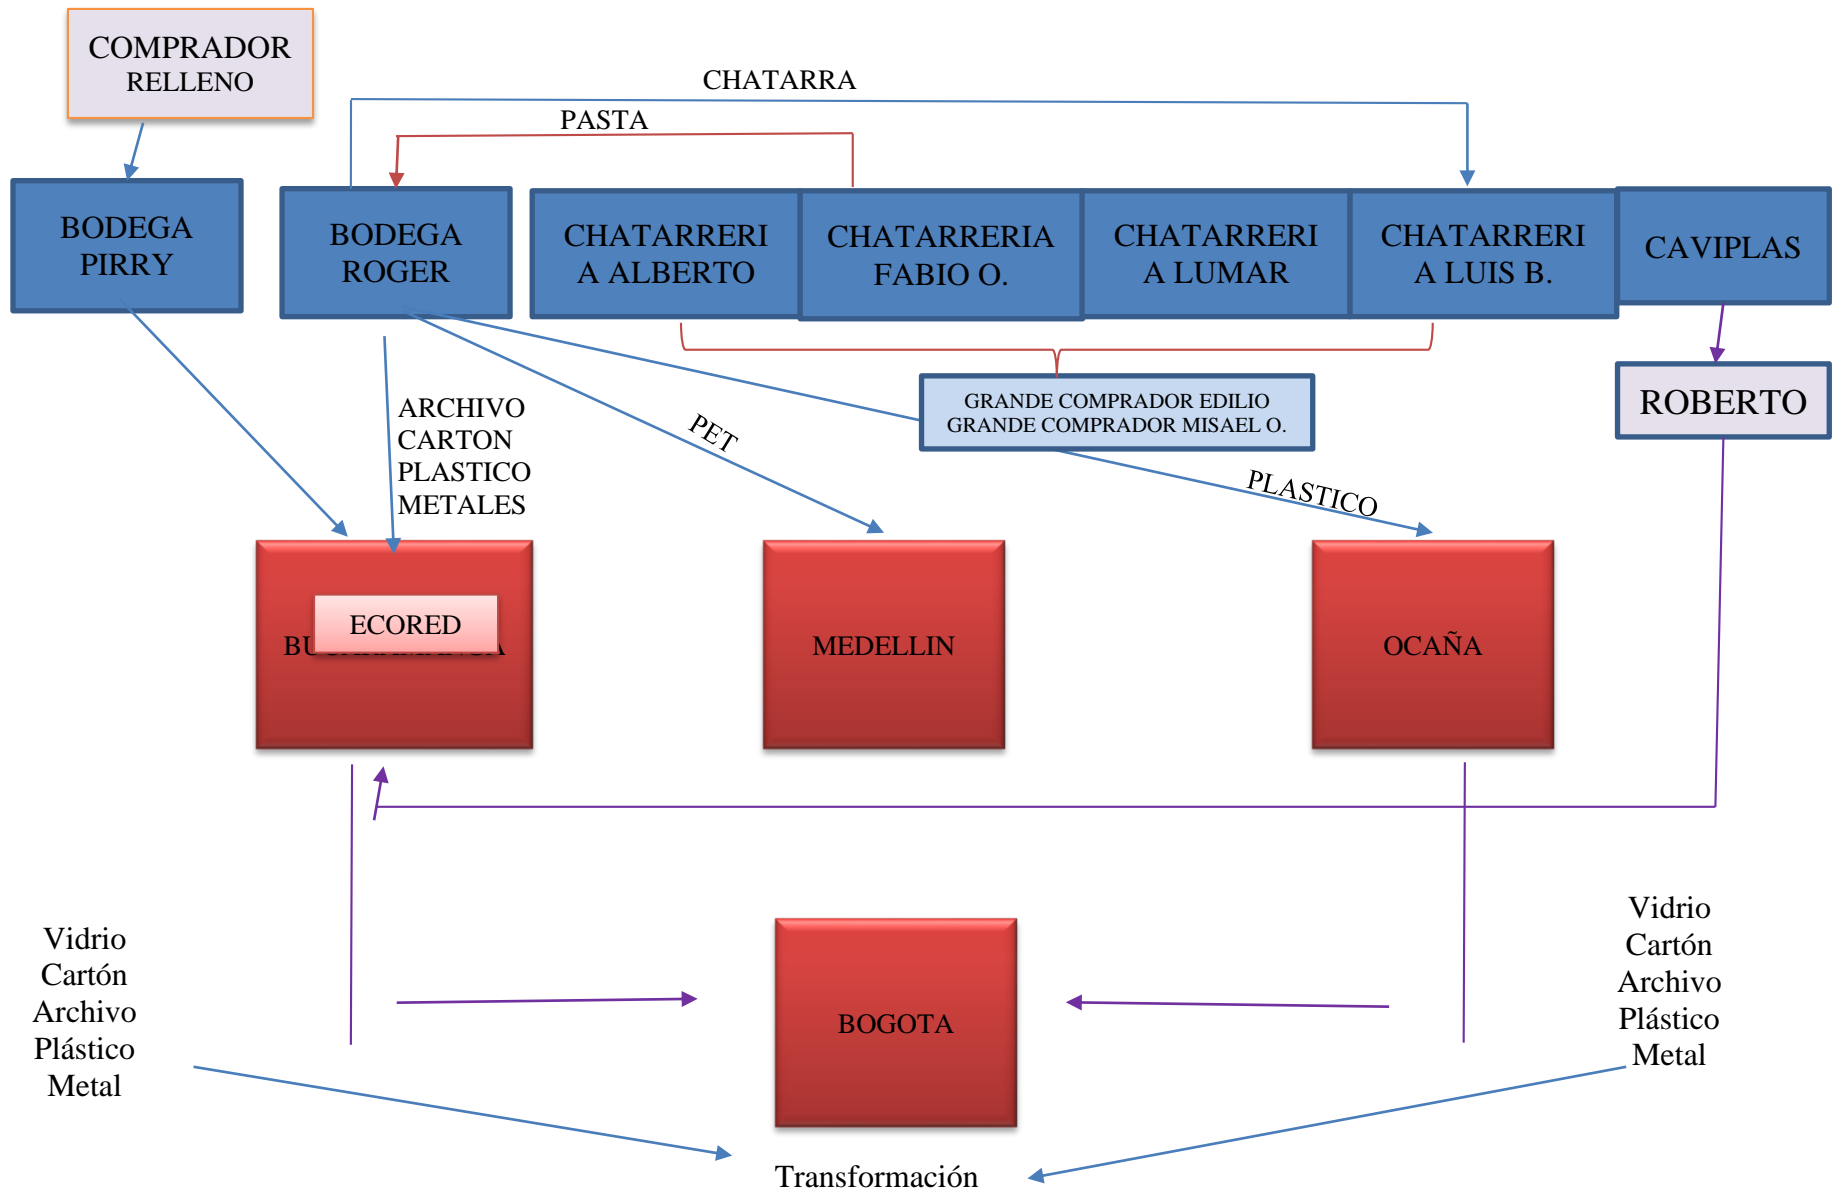 COMPRADOR
RELLENO
CHATARRA
PASTA
BODEGA
PIRRY
BODEGA
ROGER
CHATARRERI
A ALBERTO
CHATARRERIA
FABIO O.
CHATARRERI
A LUMAR
CHATARRERI
A LUIS B.
CAVIPLAS
GRANDE COMPRADOR EDILIO
GRANDE COMPRADOR MISAEL O.
ROBERTO
ARCHIVO
CARTON
PLASTICO
METALES
PET
PLASTICO
ECORED
MEDELLIN
OCAÑA
Vidrio
Cartón
Archivo
Plástico
Metal
BOGOTA
Vidrio
Cartón
Archivo
Plástico
Metal
Transformación